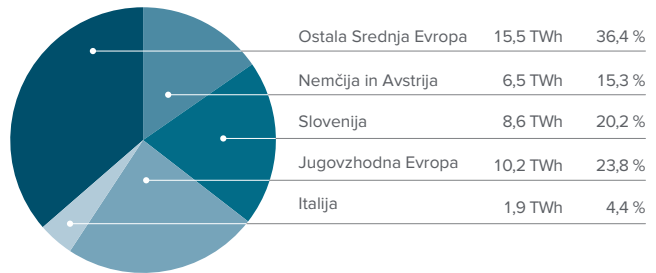 Ostala Srednja Evropa 15,5 TWh 36,4 %
Nemčija in Avstrija 6,5 TWh 15,3 %
Slovenija 8,6 TWh 20,2 %
Jugovzhodna Evropa 10,2 TWh 23,8 %
Italija 1,9 TWh 4,4 %